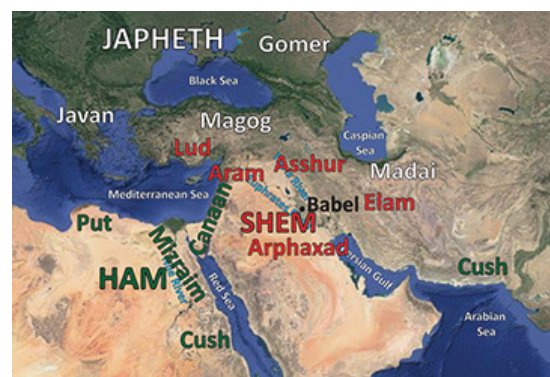 JAPHETH
Gomer
Black Sea
Javan
Magog
Caspian
Sea
Lud
Asshur
Madai
Aram
Mediterranean Sea
Euphrates
Canaan
Babel
Elam
Put
SHEM
Arphaxad
Mizraim
HAM
Persian Gulf
Cush
Red Sea
Arabian
Sea
Cush